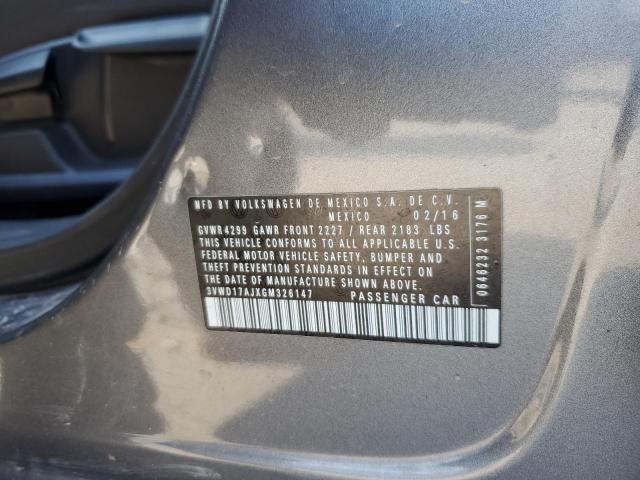 MFD BY VOLKSWAGEN DE MEXICO S.A. DE C.V.
MEXICO 02/16
GVWR4299 GAWR FRONT 2227 / REAR 2183 LBS
THIS VEHICLE CONFORMS TO ALL APPLICABLE U.S.
FEDERAL MOTOR VEHICLE SAFETY, BUMPER AND
THEFT PREVENTION STANDARDS IN EFFECT ON
THE DATE OF MANUFACTURE SHOWN ABOVE.
3VWD17AJXGM326147 PASSENGER CAR
0646232 3176 M